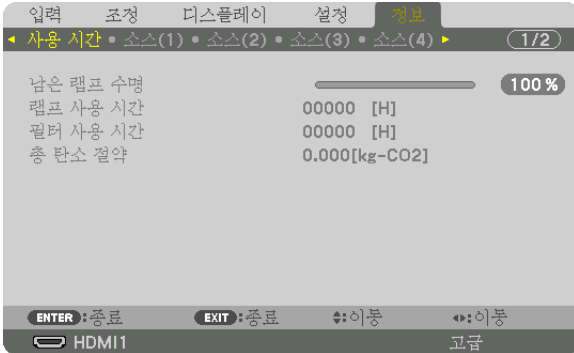 입력 조정 디스플레이 설정 정보
사용 시간 • 소스(1) • 소스(2) • 소스(3) • 소스(4) 1/2
남은 램프 수명 100 %
램프 사용 시간 00000 [H]
필터 사용 시간 00000 [H]
총 탄소 절약 0.000[kg-CO2]
ENTER :종료 EXIT :종료 :이동 :이동
HDMI1 고급